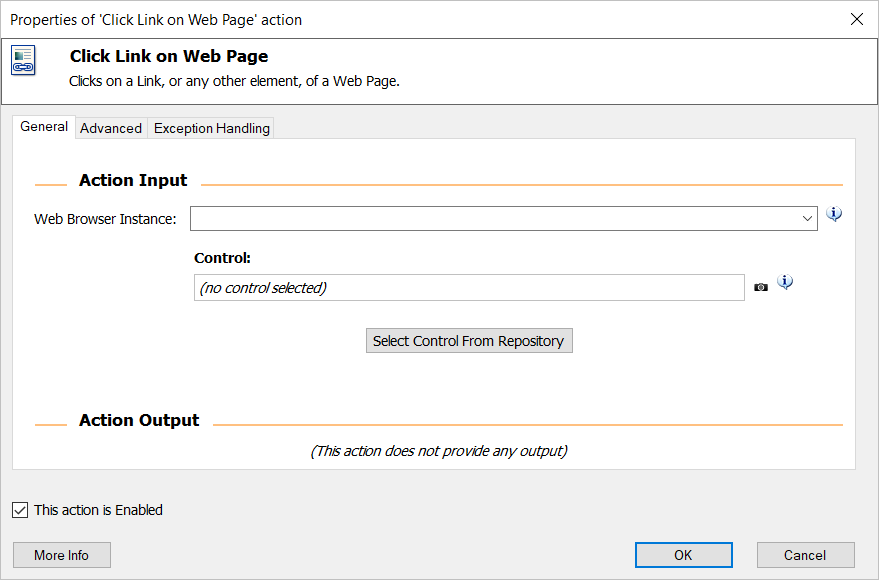 Properties of 'Click Link on Web Page' action
Click Link on Web Page
Clicks on a Link, or any other element, of a Web Page.
General Advanced Exception Handling
Action Input
Web Browser Instance:
Control:
(no control selected)
Select Control From Repository
Action Output
(This action does not provide any output)
This action is Enabled
More Info OK Cancel